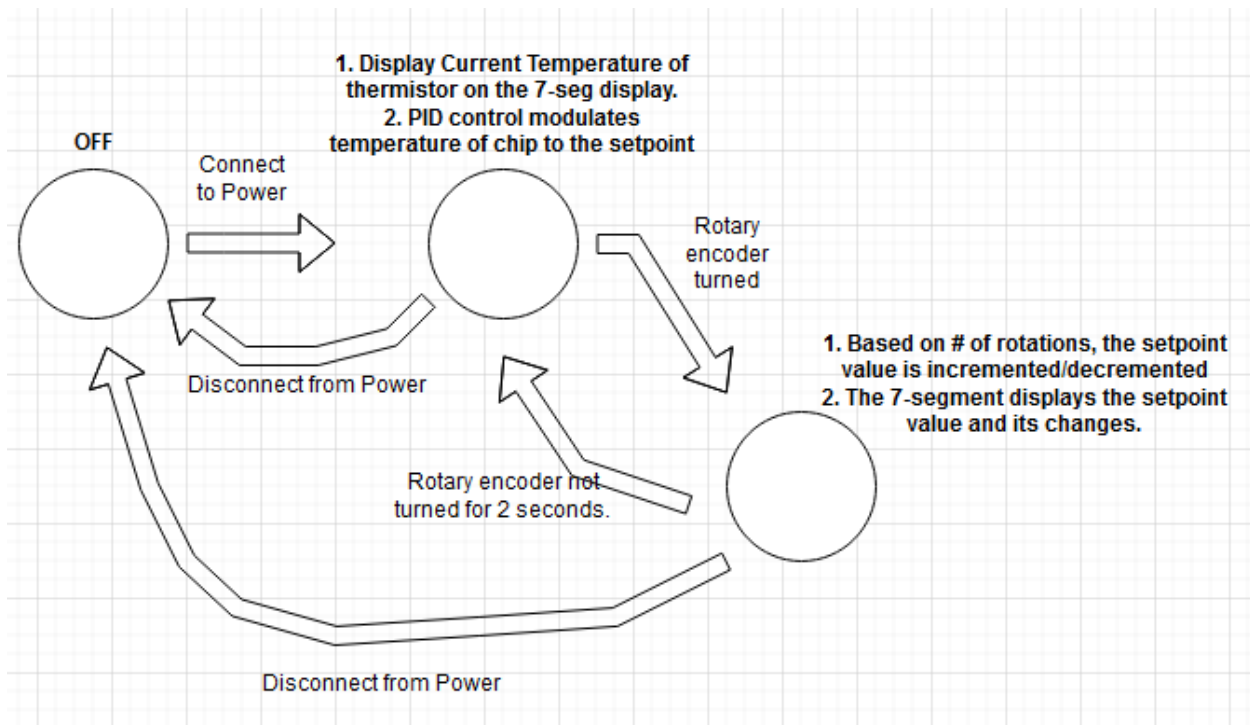 1. Display Current Temperature of
thermistor on the 7-seg display.
2. PID control modulates
temperature of chip to the setpoint
OFF
Connect
to Power
Rotary
encoder
turned
1. Based on # of rotations, the setpoint
value is incremented/decremented
2. The 7-segment displays the setpoint
value and its changes.
Disconnect from Power
Rotary encoder not
turned for 2 seconds.
Disconnect from Power